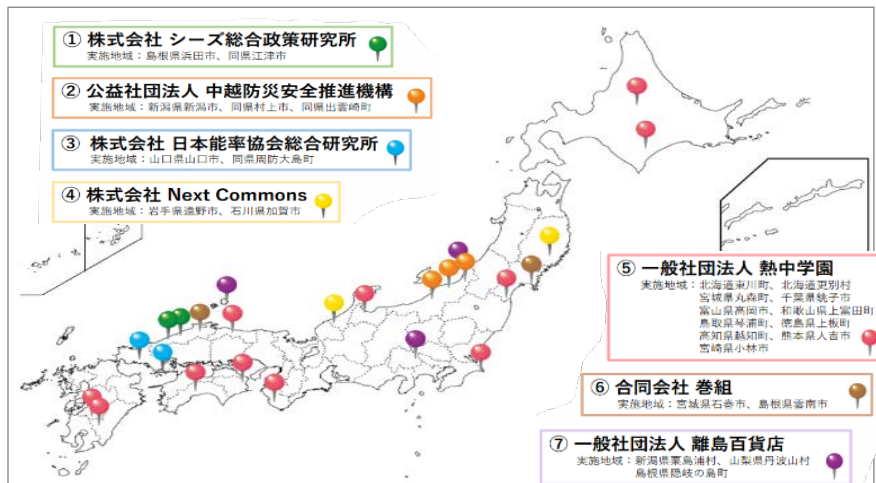 ① 株式会社 シーズ総合政策研究所
実施地域：島根県浜田市、同県江津市
② 公益社団法人 中越防災安全推進機構
実施地域：新潟県新潟市、同県村上市、同県出雲崎町
③ 株式会社 日本能率協会総合研究所
実施地域：山口県山口市、同県周防大島町
④ 株式会社 Next Commons
実施地域：岩手県遠野市、石川県加賀市
⑤ 一般社団法人 熱中学園
実施地域：北海道東川町、北海道更別村
宮城県丸森町、千葉県銚子市
富山県高岡市、和歌山県上富田町
鳥取県琴浦町、徳島県上板町
高知県越知町、熊本県人吉市
宮崎県小林市
⑥ 合同会社 巻組
実施地域：宮城県石巻市、島根県雲南市
⑦ 一般社団法人 離島百貨店
実施地域：新潟県粟島浦村、山梨県丹波山村
島根県隠岐の島町